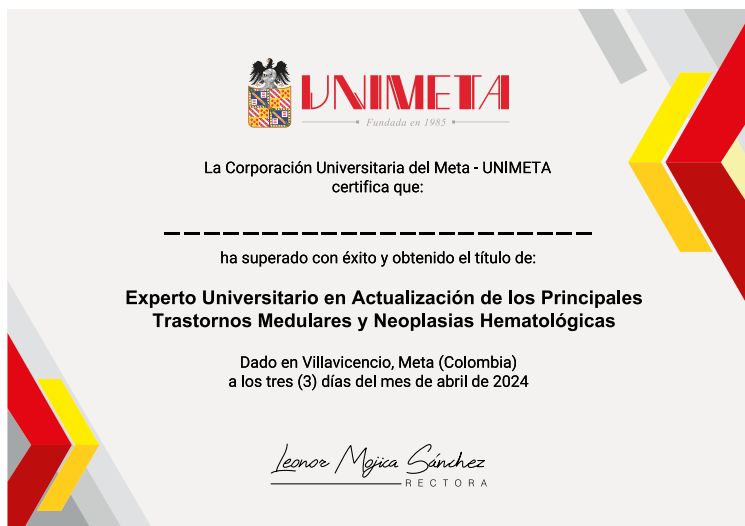 UNIMETA
Fundada en 1985
La Corporación Universitaria del Meta - UNIMETA
certifica que:
ha superado con éxito y obtenido el título de:
Experto Universitario en Actualización de los Principales
Trastornos Medulares y Neoplasias Hematológicas
Dado en Villavicencio, Meta (Colombia)
a los tres (3) días del mes de abril de 2024
Leonor Mojica Sánchez
RECTORA